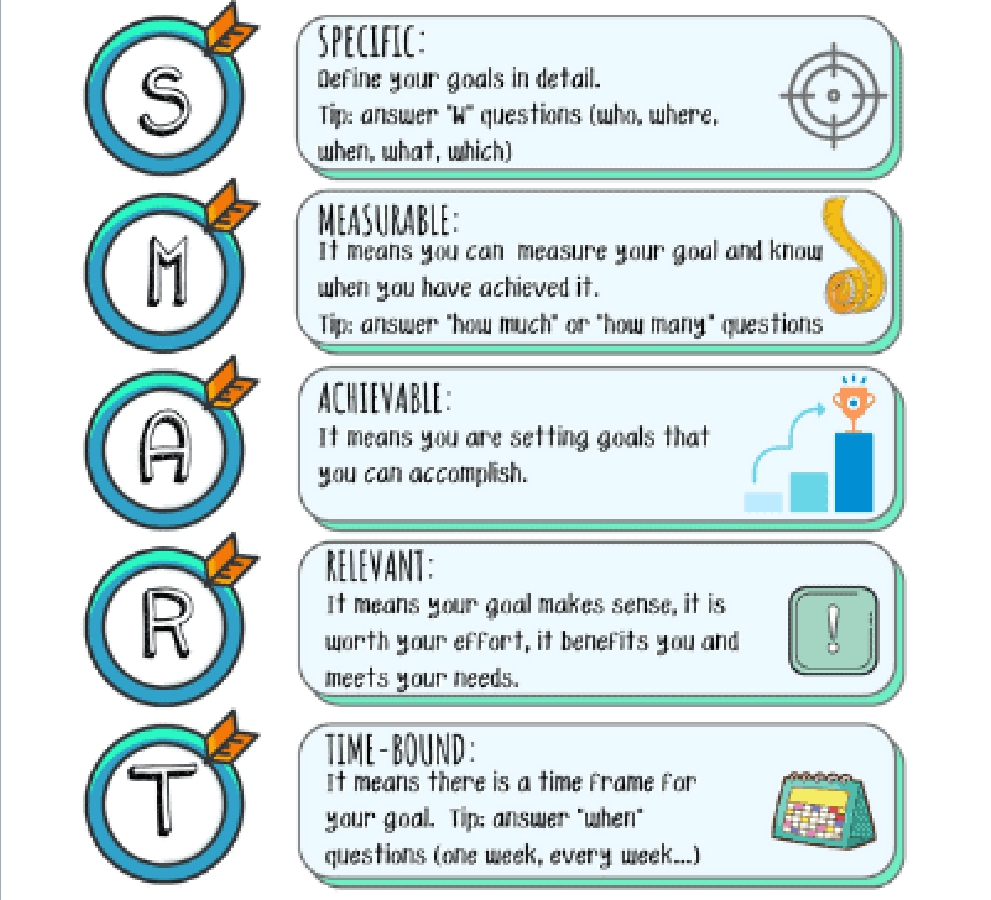 S
SPECIFIC:
Define your goals in detail.
Tip: answer "W" questions (who, where,
when, what, which)
M
MEASURABLE:
It means you can measure your goal and know
when you have achieved it.
Tip: answer "how much" or "how many" questions
A
ACHIEVABLE:
It means you are setting goals that
you can accomplish.
R
RELEVANT:
It means your goal makes sense, it is
worth your effort, it benefits you and
meets your needs.
!
T
TIME-BOUND:
It means there is a time frame for
your goal. Tip: answer "when"
questions (one week, every week...)